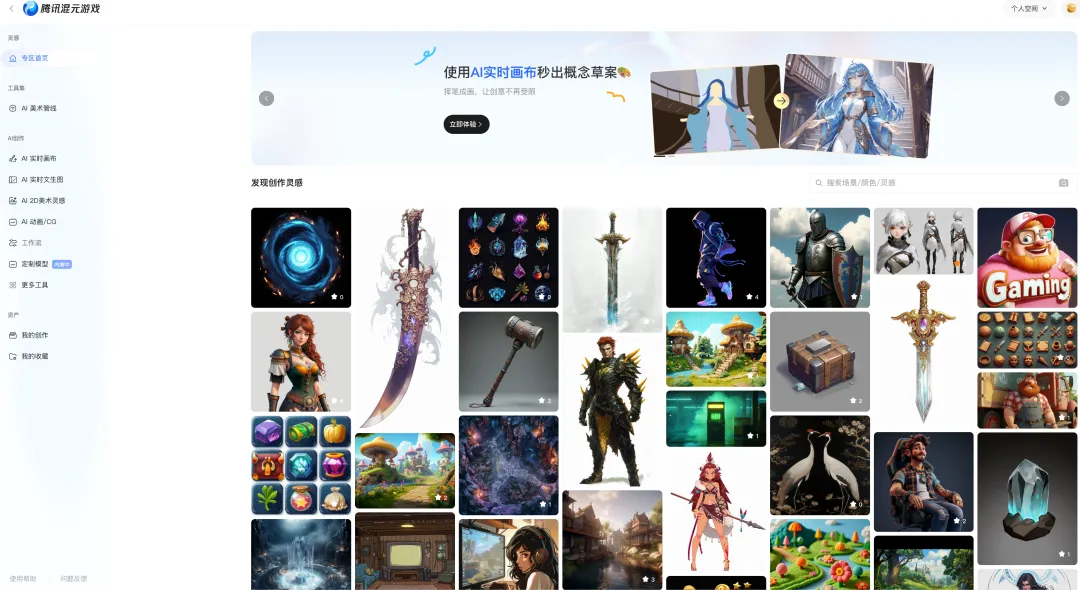 腾讯混元游戏
个人空间
灵感
专区首页
工具集
AI 美术管线
AI创作
AI 实时画布
AI 实时文生图
AI 2D美术灵感
AI 动画/CG
工作流
定制模型 内测中
更多工具
资产
我的创作
我的收藏
使用帮助
问题反馈
使用AI实时画布秒出概念草案
挥笔成画，让创意不再受限
立即体验
发现创作灵感
搜索场景/颜色/灵感
0
0
4
1
Gaming
4
3
2
1
2
1
0
2
3
1